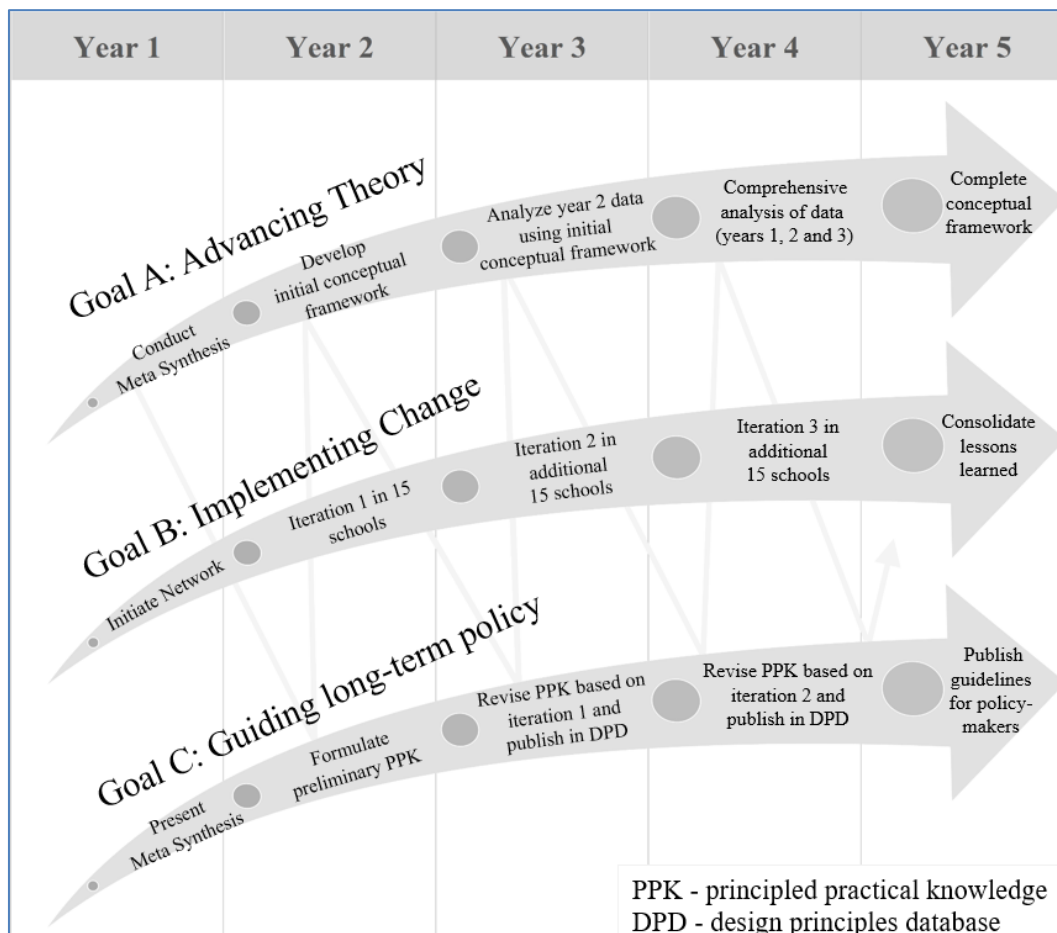 Year 1
Year 2
Year 3
Year 4
Year 5
Goal A: Advancing Theory
Conduct
Meta Synthesis
Develop
initial conceptual
framework
Analyze year 2 data
using initial
conceptual framework
Comprehensive
analysis of data
(years 1, 2 and 3)
Complete
conceptual
framework
Goal B: Implementing Change
Initiate Network
Iteration 1 in 15
schools
Iteration 2 in
additional
15 schools
Iteration 3 in
additional
15 schools
Consolidate
lessons
learned
Goal C: Guiding long-term policy
Present
Meta Synthesis
Formulate
preliminary PPK
Revise PPK based on
iteration 1 and
publish in DPD
Revise PPK based on
iteration 2 and
publish in DPD
Publish
guidelines
for policy-
makers
PPK - principled practical knowledge
DPD - design principles database